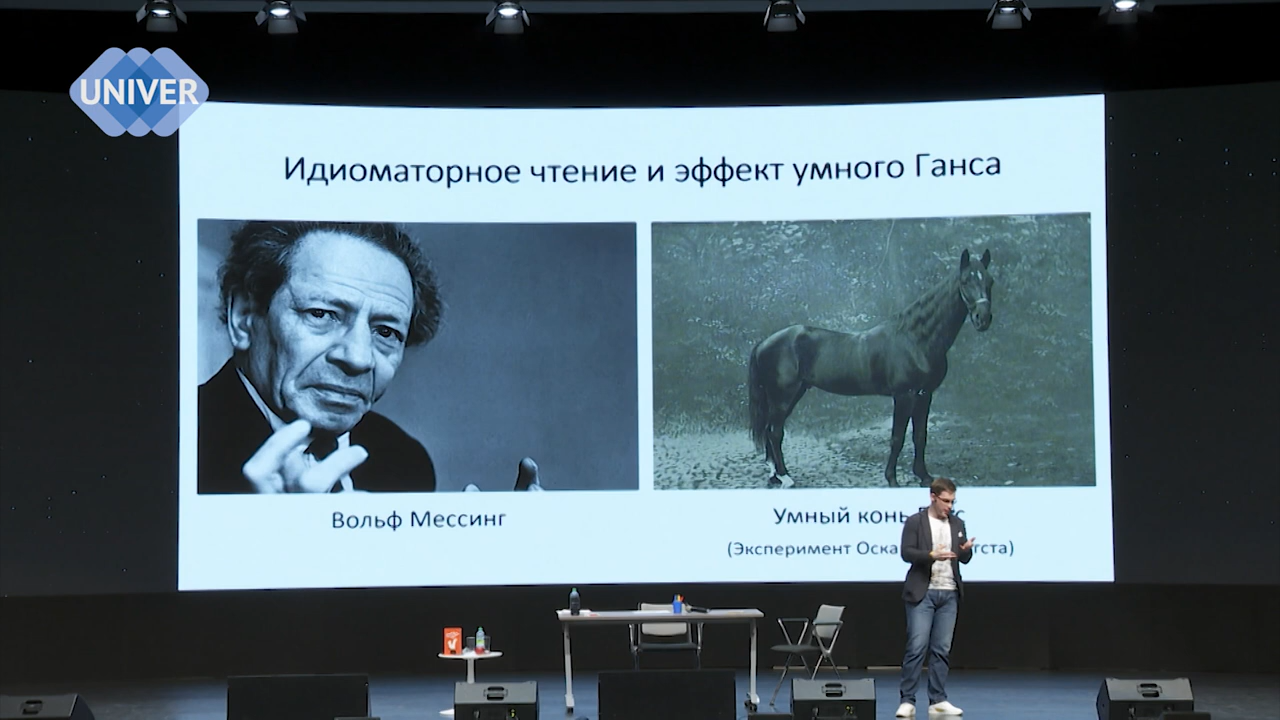 UNIVER
Идиоматорное чтение и эффект умного Ганса
Вольф Мессинг
Умный конь
(Эксперимент